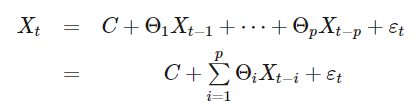 X_t = C + Θ_1 X_{t−1} + ⋯ + Θ_p X_{t−p} + ε_t
= C + ∑_{i=1}^{p} Θ_i X_{t−i} + ε_t